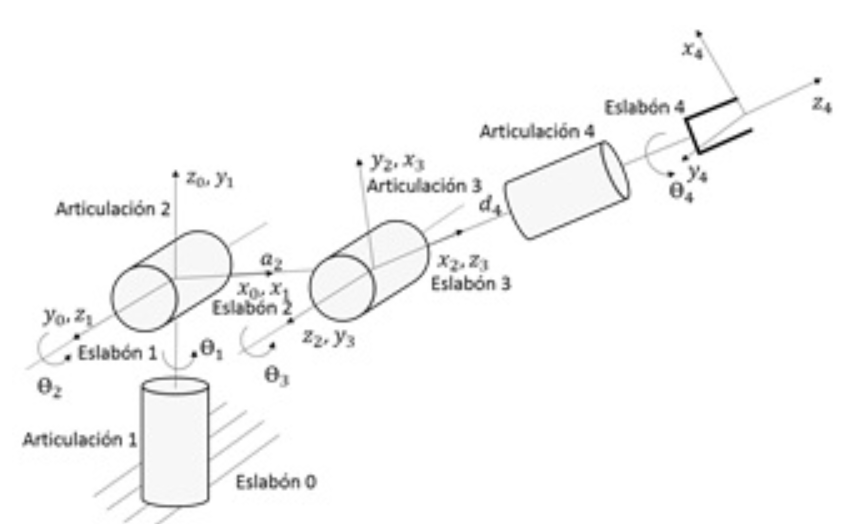 x₄
z₄
Eslabón 4
Articulación 4
y₄
Θ₄
y₂, x₃
Articulación 3
d₄
z₀, y₁
Articulación 2
a₂
x₂, z₃
x₀, x₁
Eslabón 3
Eslabón 2
y₀, z₁
z₂, y₃
Eslabón 1
Θ₁
Θ₃
Θ₂
Articulación 1
Eslabón 0